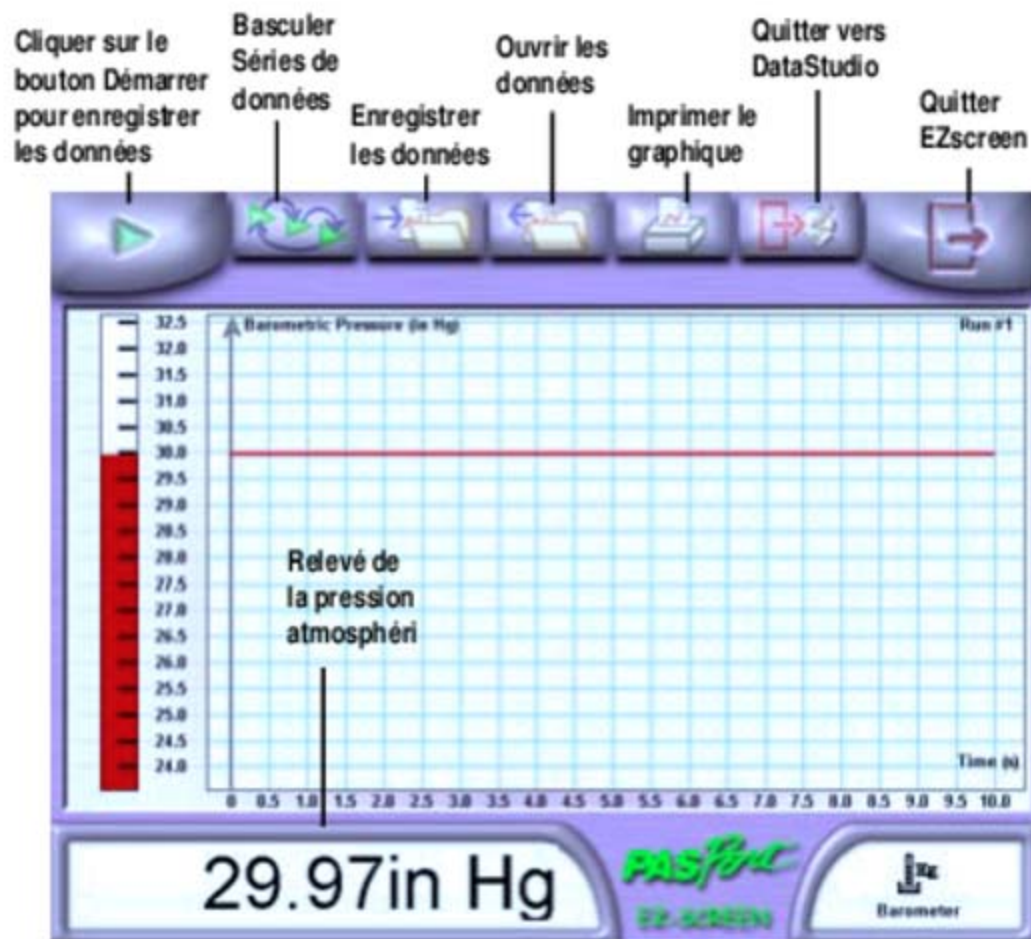 Cliquer sur le
bouton Démarrer
pour enregistrer
les données
Basculer
Séries de
données
Enregistrer
les données
Ouvrir les
données
Imprimer le
graphique
Quitter vers
DataStudio
Quitter
EZscreen
Barometric Pressure (in Hg)
Run #1
32.5
32.0
31.5
31.0
30.5
30.0
29.5
29.0
28.5
28.0
27.5
27.0
26.5
26.0
25.5
25.0
24.5
24.0
Relevé de
la pression
atmosphéri
Time (s)
0 0.5 1.0 1.5 2.0 2.5 3.0 3.5 4.0 4.5 5.0 5.5 6.0 6.5 7.0 7.5 8.0 8.5 9.0 9.5 10.0
29.97in Hg
PASPort
EZ-SCREEN
Hg
Barometer